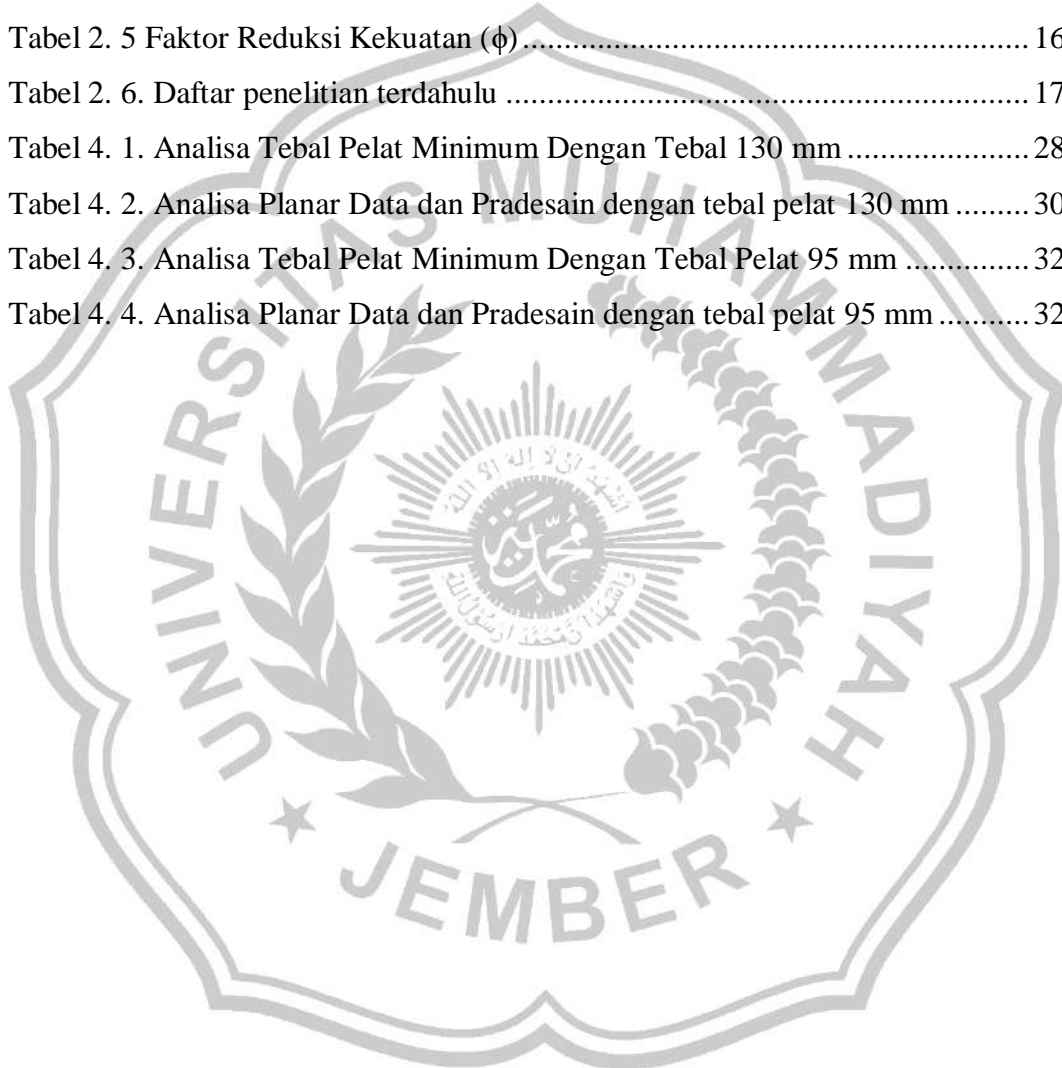 Tabel 2. 5 Faktor Reduksi Kekuatan (ϕ)............................................................ 16
Tabel 2. 6. Daftar penelitian terdahulu .............................................................. 17
Tabel 4. 1. Analisa Tebal Pelat Minimum Dengan Tebal 130 mm ..................... 28
Tabel 4. 2. Analisa Planar Data dan Pradesain dengan tebal pelat 130 mm ......... 30
Tabel 4. 3. Analisa Tebal Pelat Minimum Dengan Tebal Pelat 95 mm .............. 32
Tabel 4. 4. Analisa Planar Data dan Pradesain dengan tebal pelat 95 mm ........... 32
UNIVERSITAS MUHAMMADIYAH
JEMBER